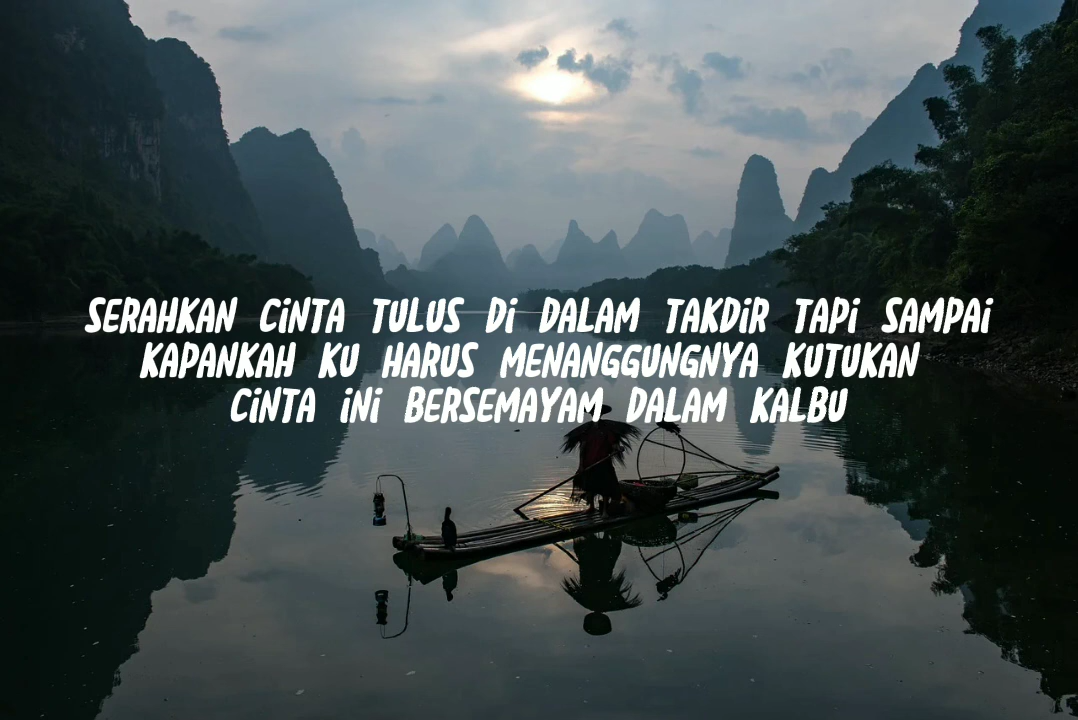 SERAHKAN CiNTA TULUS Di DALAM TAKDiR TAPi SAMPAi
KAPANKAH KU HARUS MENANGGUNGNYA KUTUKAN
CiNTA iNi BERSEMAYAM DALAM KALBU